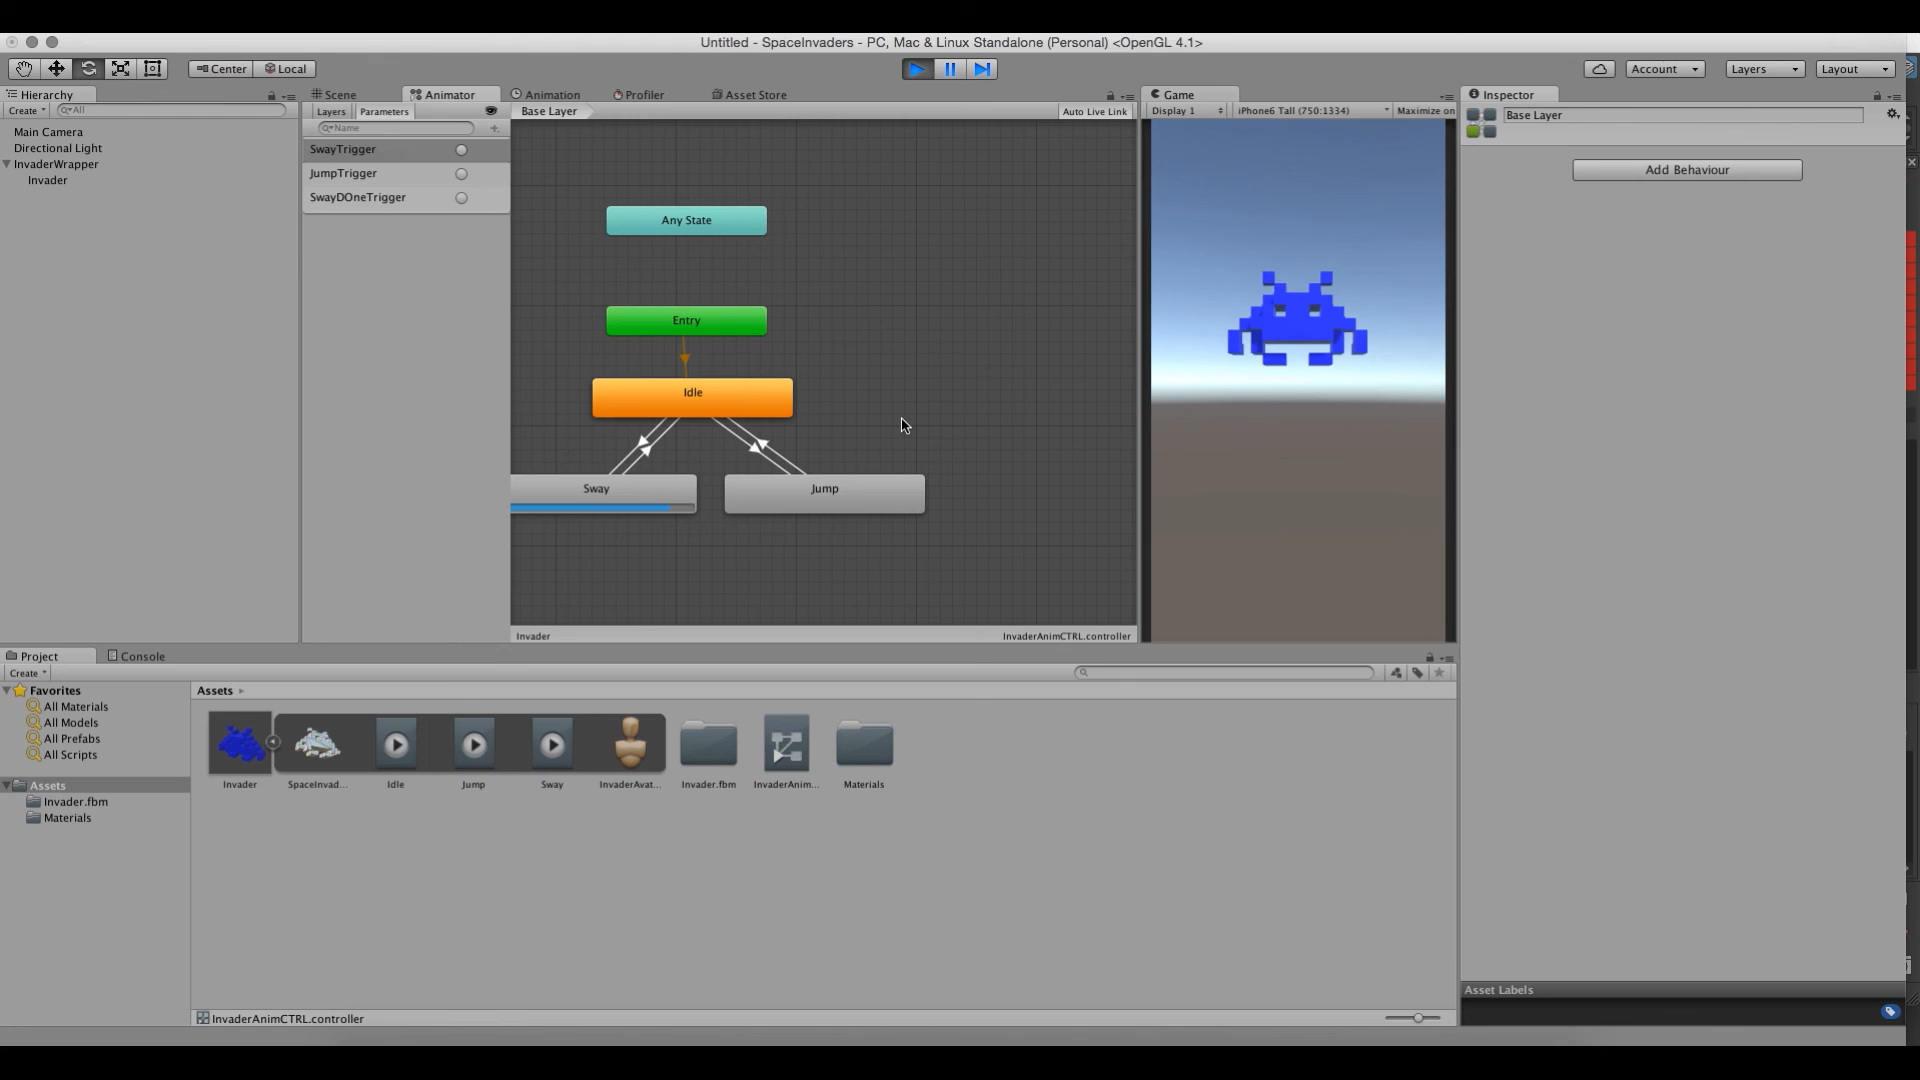 Untitled - SpaceInvaders - PC, Mac & Linux Standalone (Personal) <OpenGL 4.1>
Center
Local
Account
Layers
Layout
Hierarchy
Create
All
Main Camera
Directional Light
InvaderWrapper
Invader
Scene
Animator
Animation
Profiler
Asset Store
Layers
Parameters
Name
SwayTrigger
JumpTrigger
SwayDOneTrigger
Base Layer
Auto Live Link
Any State
Entry
Idle
Sway
Jump
Invader
InvaderAnimCTRL.controller
Game
Display 1
iPhone6 Tall (750:1334)
Maximize on
Inspector
Base Layer
Add Behaviour
Project
Console
Create
Favorites
All Materials
All Models
All Prefabs
All Scripts
Assets
Invader.fbm
Materials
Assets
Invader
SpaceInvad...
Idle
Jump
Sway
InvaderAvat...
Invader.fbm
InvaderAnim...
Materials
InvaderAnimCTRL.controller
Asset Labels